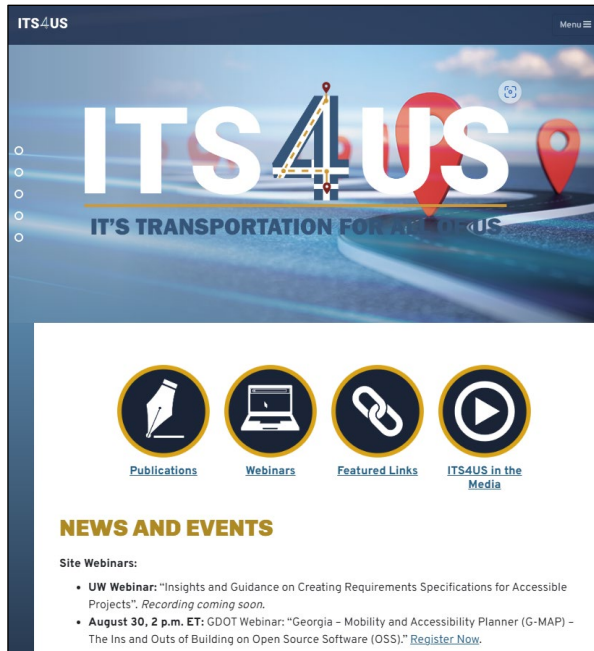 ITS4US
Menu
ITS4US
IT'S TRANSPORTATION FOR ALL OF US
Publications
Webinars
Featured Links
ITS4US in the
Media
NEWS AND EVENTS
Site Webinars:
• UW Webinar: “Insights and Guidance on Creating Requirements Specifications for Accessible
Projects”. Recording coming soon.
• August 30, 2 p.m. ET: GDOT Webinar: “Georgia – Mobility and Accessibility Planner (G-MAP) –
The Ins and Outs of Building on Open Source Software (OSS).” Register Now.